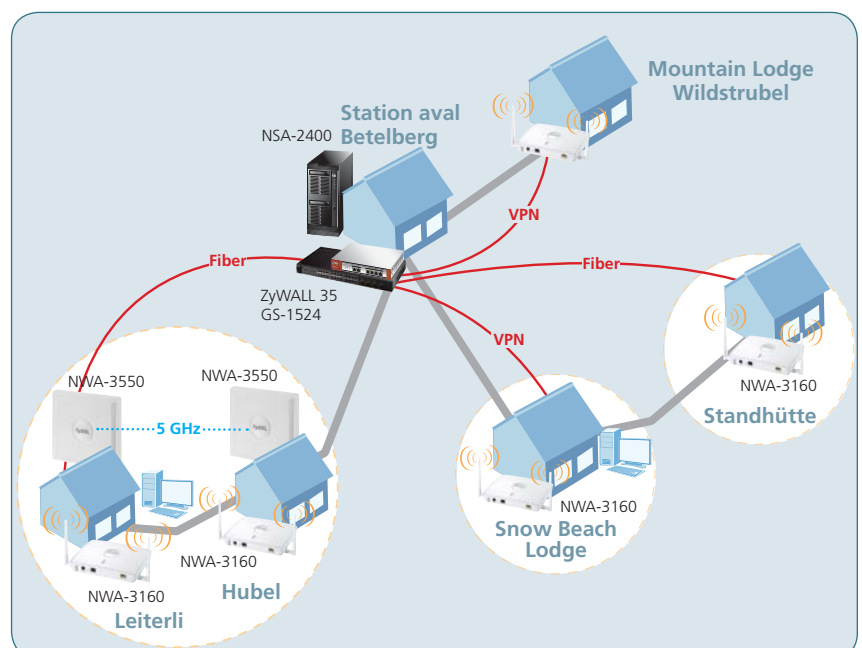 Mountain Lodge
Wildstrubel
Station aval
Betelberg
NSA-2400
VPN
Fiber
Fiber
ZyWALL 35
GS-1524
VPN
NWA-3550
NWA-3550
5 GHz
NWA-3160
Standhütte
NWA-3160
Snow Beach
Lodge
NWA-3160
Hubel
NWA-3160
Leiterli